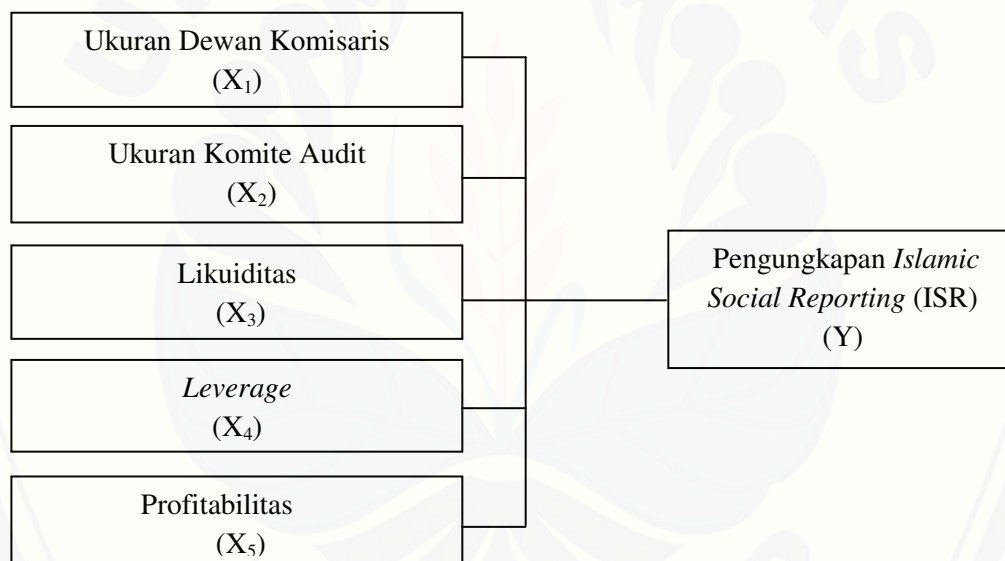 Ukuran Dewan Komisaris
(X₁)
Ukuran Komite Audit
(X₂)
Likuiditas
(X₃)
Leverage
(X₄)
Profitabilitas
(X₅)
Pengungkapan Islamic
Social Reporting (ISR)
(Y)